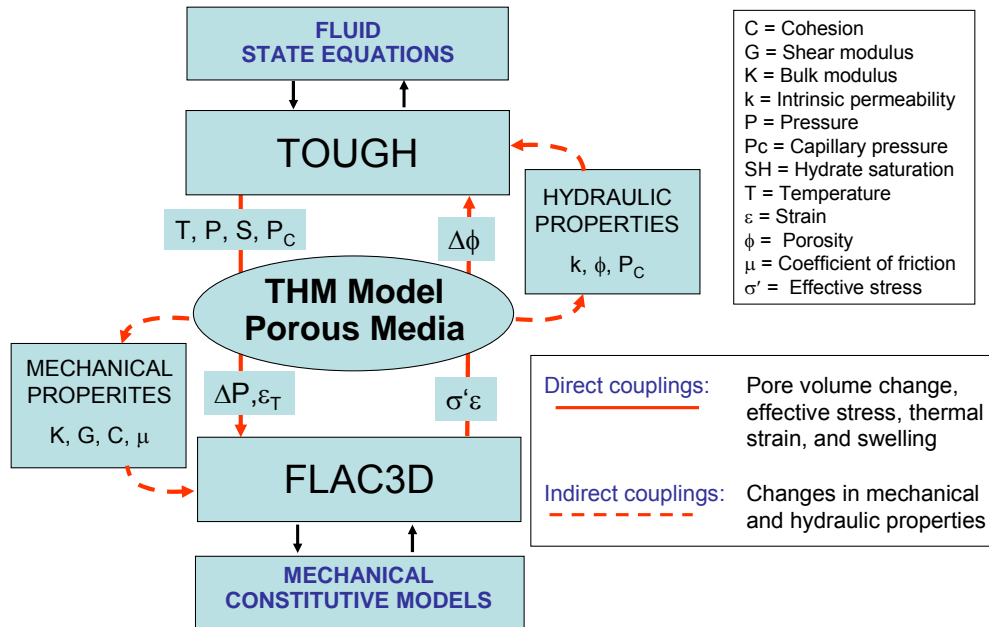 FLUID
STATE EQUATIONS
TOUGH
T, P, S, P_C
Δϕ
HYDRAULIC
PROPERTIES
k, ϕ, P_C
THM Model
Porous Media
MECHANICAL
PROPERITES
K, G, C, μ
ΔP,ε_T
σ‘ε
FLAC3D
MECHANICAL
CONSTITUTIVE MODELS
C = Cohesion
G = Shear modulus
K = Bulk modulus
k = Intrinsic permeability
P = Pressure
Pc = Capillary pressure
SH = Hydrate saturation
T = Temperature
ε = Strain
ϕ = Porosity
μ = Coefficient of friction
σ′ = Effective stress
Direct couplings: Pore volume change,
effective stress, thermal
strain, and swelling
Indirect couplings: Changes in mechanical
and hydraulic properties